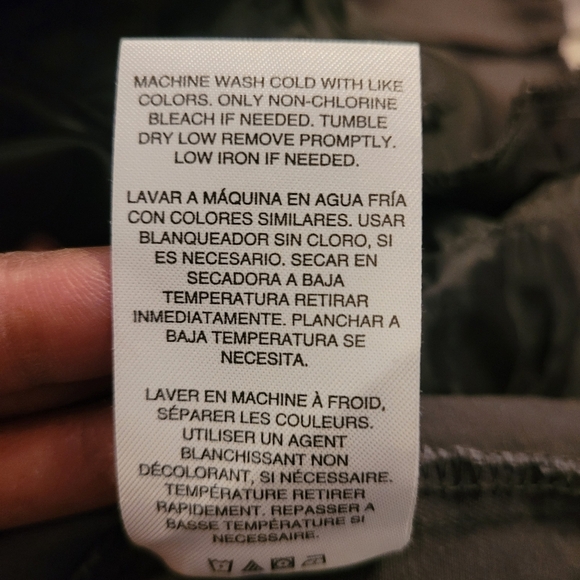 MACHINE WASH COLD WITH LIKE
COLORS. ONLY NON-CHLORINE
BLEACH IF NEEDED. TUMBLE
DRY LOW REMOVE PROMPTLY.
LOW IRON IF NEEDED.
LAVAR A MÁQUINA EN AGUA FRÍA
CON COLORES SIMILARES. USAR
BLANQUEADOR SIN CLORO, SI
ES NECESARIO. SECAR EN
SECADORA A BAJA
TEMPERATURA RETIRAR
INMEDIATAMENTE. PLANCHAR A
BAJA TEMPERATURA SE
NECESITA.
LAVER EN MACHINE À FROID,
SÉPARER LES COULEURS.
UTILISER UN AGENT
BLANCHISSANT NON
DÉCOLORANT, SI NÉCESSAIRE.
TEMPÉRATURE RETIRER
RAPIDEMENT. REPASSER A
BASSE TEMPÉRATURE SI
NECESSAIRE.